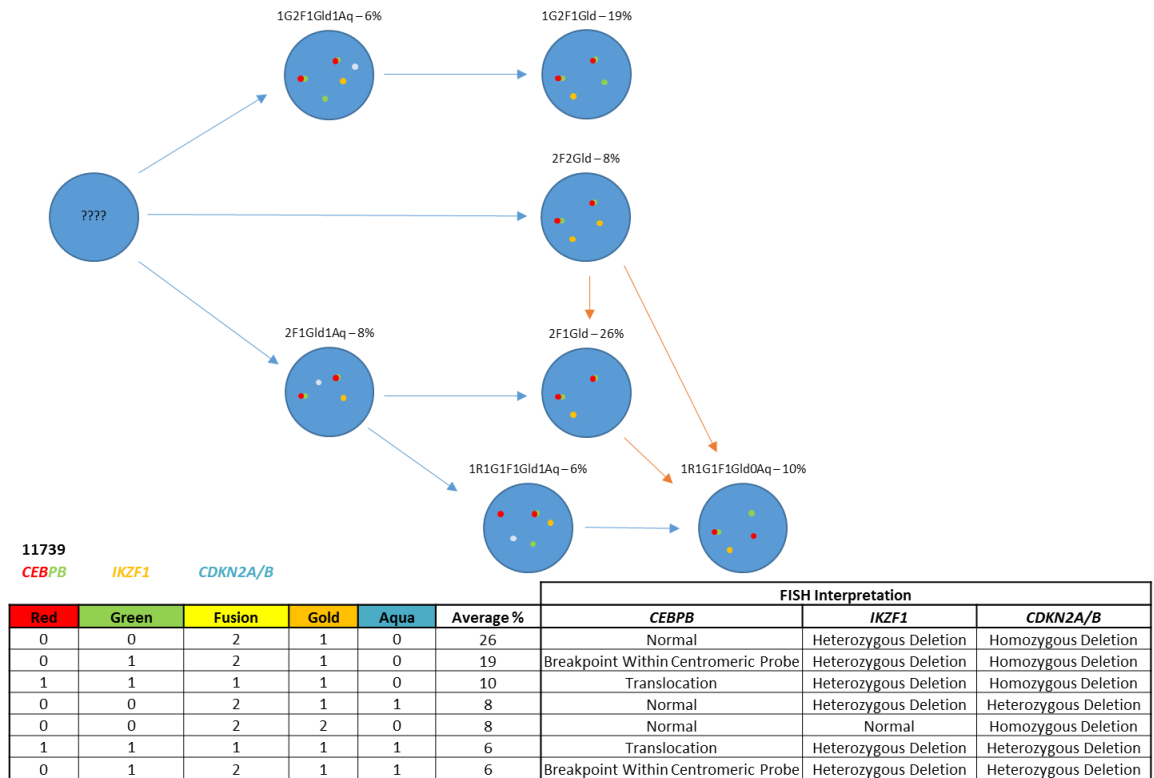 1G2F1Gld1Aq – 6%
1G2F1Gld – 19%
2F2Gld – 8%
????
2F1Gld1Aq – 8%
2F1Gld – 26%
1R1G1F1Gld1Aq – 6%
1R1G1F1Gld0Aq – 10%
11739
CEBPB IKZF1 CDKN2A/B
FISH Interpretation
Red Green Fusion Gold Aqua Average % CEBPB IKZF1 CDKN2A/B
0 0 2 1 0 26 Normal Heterozygous Deletion Homozygous Deletion
0 1 2 1 0 19 Breakpoint Within Centromeric Probe Heterozygous Deletion Homozygous Deletion
1 1 1 1 0 10 Translocation Heterozygous Deletion Homozygous Deletion
0 0 2 1 1 8 Normal Heterozygous Deletion Heterozygous Deletion
0 0 2 2 0 8 Normal Normal Homozygous Deletion
1 1 1 1 1 6 Translocation Heterozygous Deletion Heterozygous Deletion
0 1 2 1 1 6 Breakpoint Within Centromeric Probe Heterozygous Deletion Heterozygous Deletion